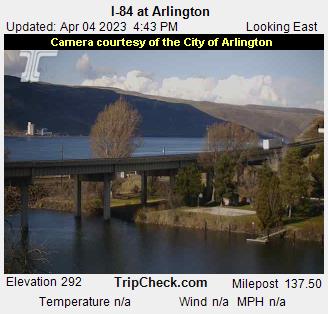 I-84 at Arlington
Updated: Apr 04 2023 4:43 PM Looking East
Camera courtesy of the City of Arlington
Elevation 292 TripCheck.com Milepost 137.50
Temperature n/a Wind n/a MPH n/a